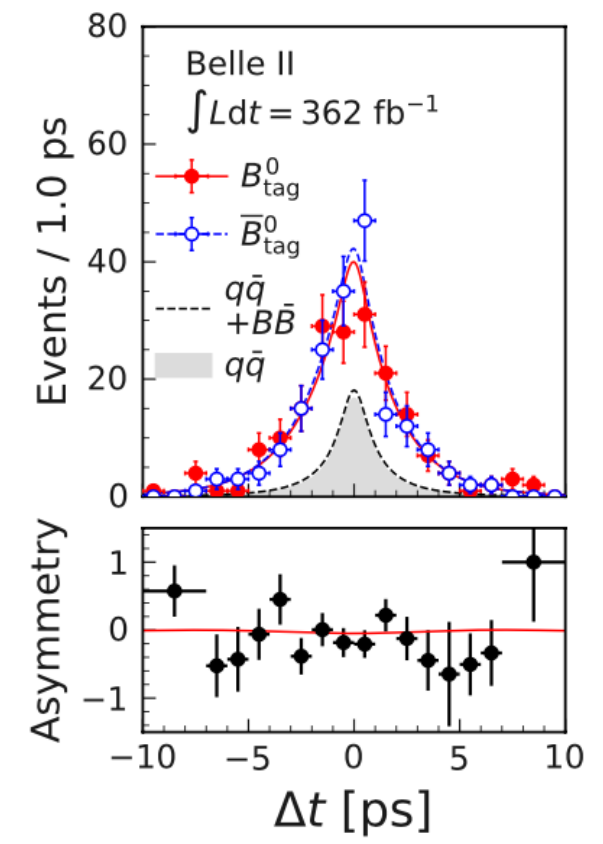 Belle II
∫Ldt = 362 fb⁻¹
B⁰tag
B̅⁰tag
qq̄
+BB̄
qq̄
Events / 1.0 ps
80
60
40
20
0
Asymmetry
1
0
−1
−10 −5 0 5 10
Δt [ps]